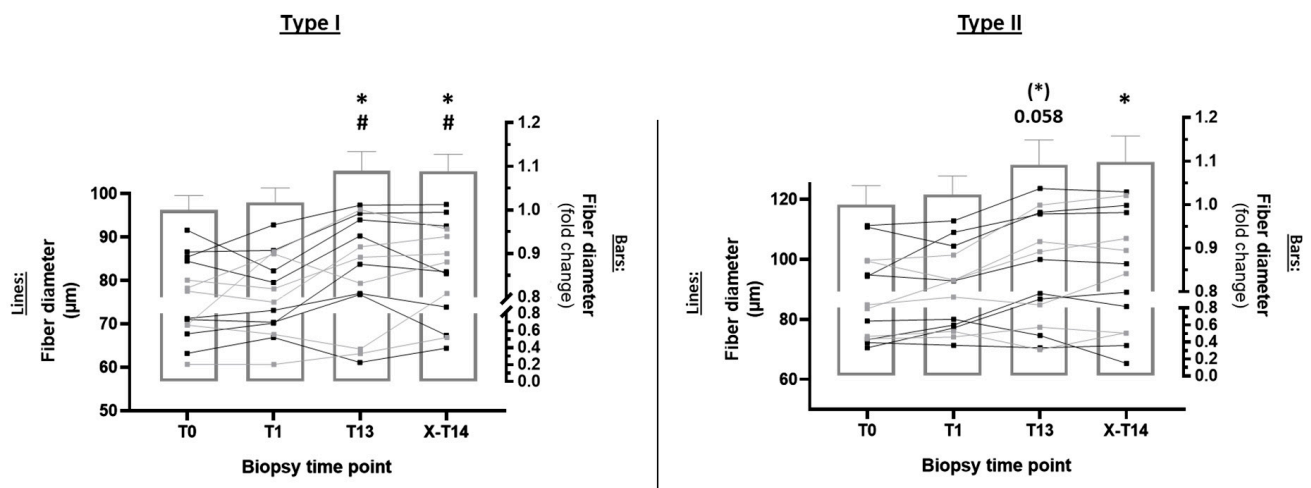 Type I
*
#
*
#
1.2
1.1
1.0
0.9
0.8
0.8
0.6
0.4
0.2
0.0
100
90
80
70
60
50
Lines:
Fiber diameter
(µm)
Bars:
Fiber diameter
(fold change)
T0 T1 T13 X-T14
Biopsy time point
Type II
(*)
0.058
*
1.2
1.1
1.0
0.9
0.8
0.8
0.6
0.4
0.2
0.0
120
100
80
60
Lines:
Fiber diameter
(µm)
Bars:
Fiber diameter
(fold change)
T0 T1 T13 X-T14
Biopsy time point